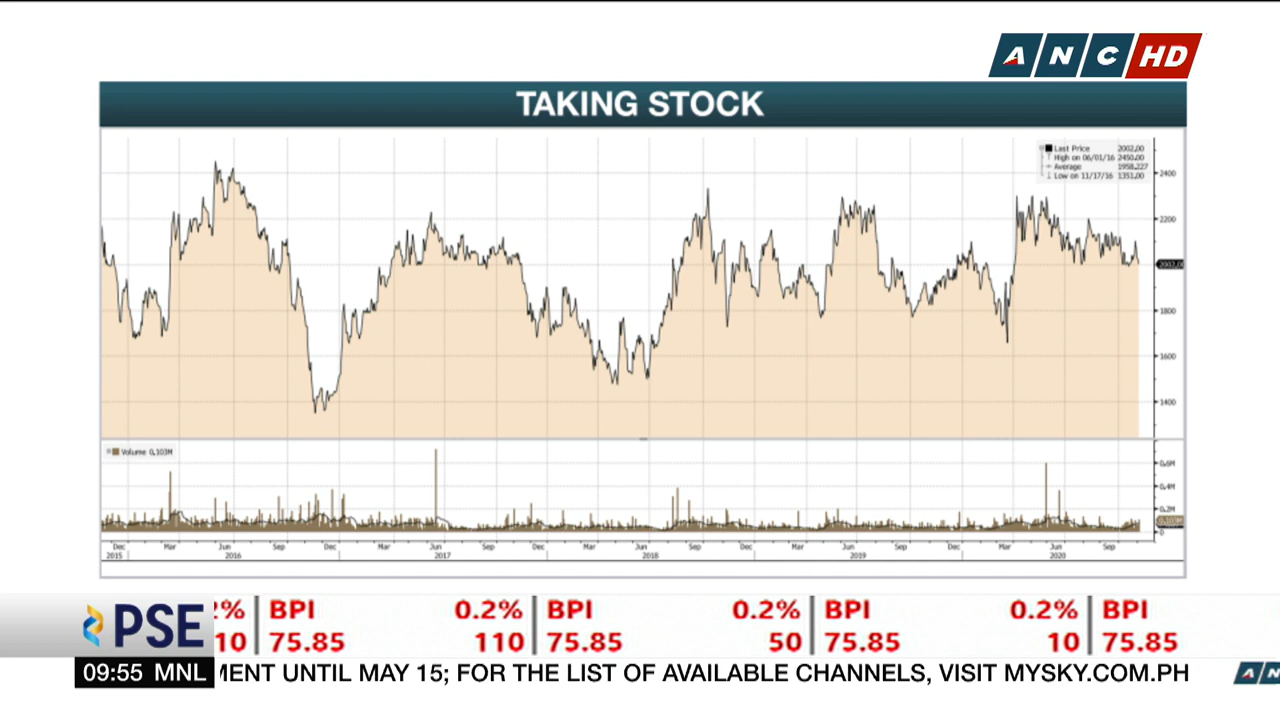 ANC HD
TAKING STOCK
Last Price 2002.00
High on 06/01/16 2450.00
Average 1958.227
Low on 11/17/16 1351.00
2400
2200
2002.00
1800
1600
1400
Volume 0.103M
0.6M
0.4M
0.2M
0.103M
0
Dec Mar Jun Sep Dec Mar Jun Sep Dec Mar Jun Sep Dec Mar Jun Sep Dec Mar Jun Sep
2015 2016 2017 2018 2019 2020
PSE
2% BPI 0.2% BPI 0.2% BPI 0.2% BPI
10 75.85 110 75.85 50 75.85 10 75.85
09:55 MNL MENT UNTIL MAY 15; FOR THE LIST OF AVAILABLE CHANNELS, VISIT MYSKY.COM.PH AN